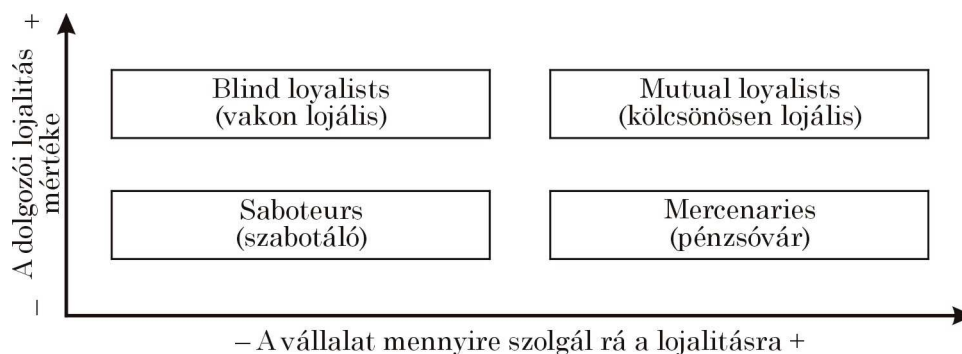 +
Blind loyalists
(vakon lojális)
Mutual loyalists
(kölcsönösen lojális)
A dolgozói lojalitás
mértéke
Saboteurs
(szabotáló)
Mercenaries
(pénzsóvár)
–
– A vállalat mennyire szolgál rá a lojalitásra +